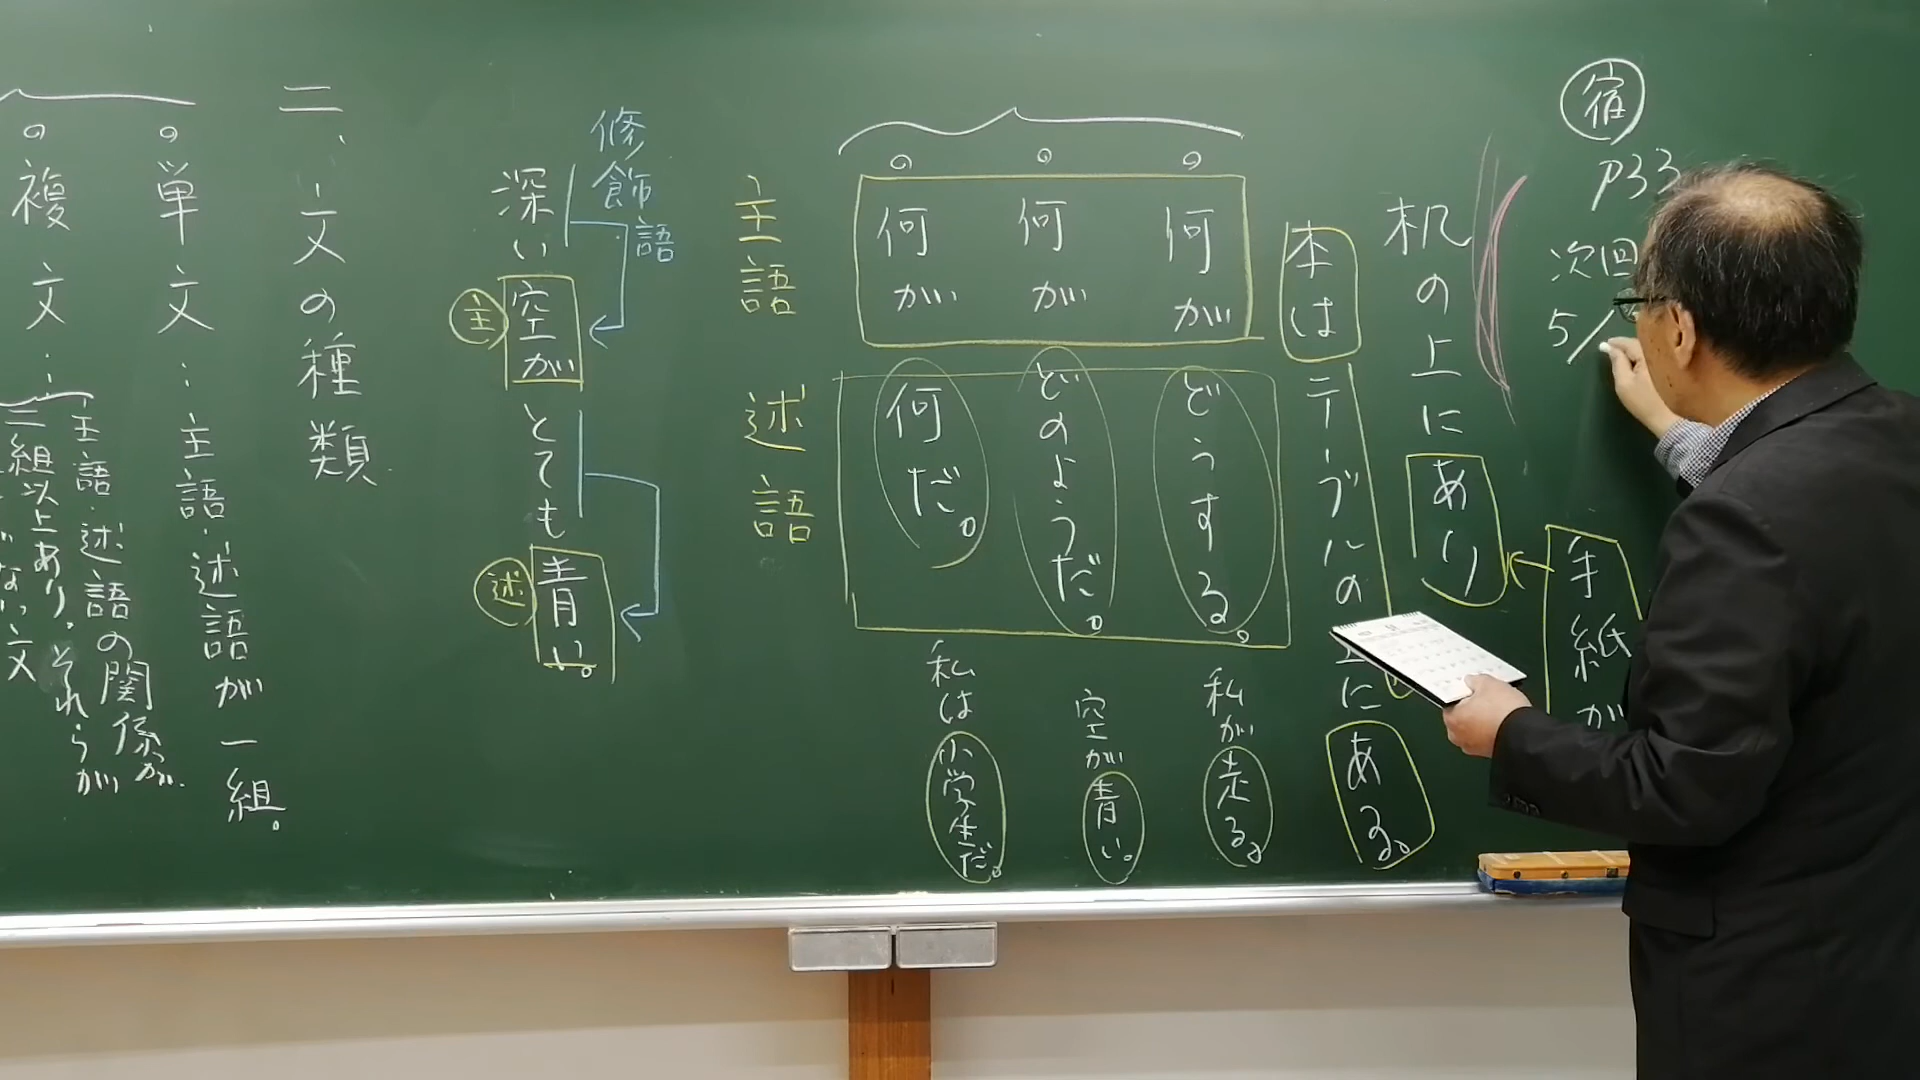 宿
P33
次回
5/
手紙が
机の上にあり
本はテーブルの上にある。
何が どうする。
私が走る。
何が どのようだ。
空が青い。
何が 何だ。
私は小学生だ。
主語 述語
修飾語
深い空がとても青い。
主
述
二、文の種類
単文…主語・述語が一組。
複文…
主語・述語の関係が
二組以上あり、それらが